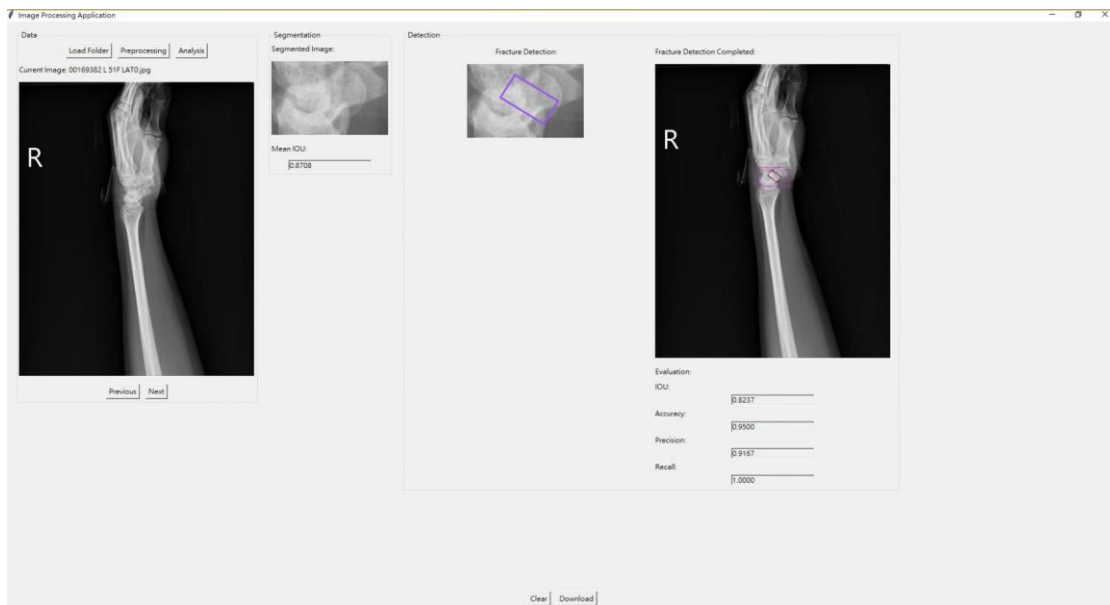 Image Processing Application
Data
Load Folder Preprocessing Analysis
Current Image: 00169382 L 51F LAT0.jpg
R
Previous Next
Segmentation
Segmented Image:
Mean IOU:
0.8708
Detection
Fracture Detection:
Fracture Detection Completed:
R
Evaluation:
IOU:
0.8237
Accuracy:
0.9500
Precision:
0.9167
Recall:
1.0000
Clear Download